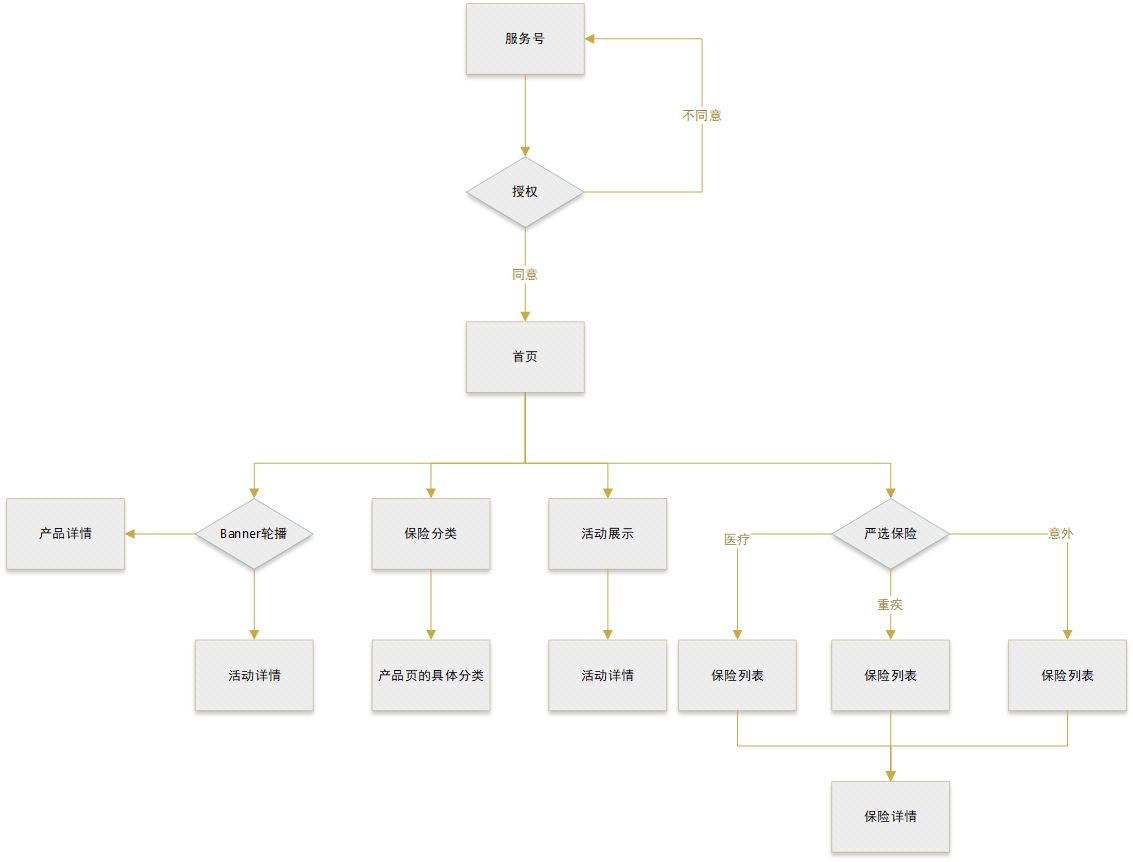 服务号
不同意
授权
同意
首页
产品详情
Banner轮播
保险分类
活动展示
严选保险
医疗
意外
重疾
活动详情
产品页的具体分类
活动详情
保险列表
保险列表
保险列表
保险详情